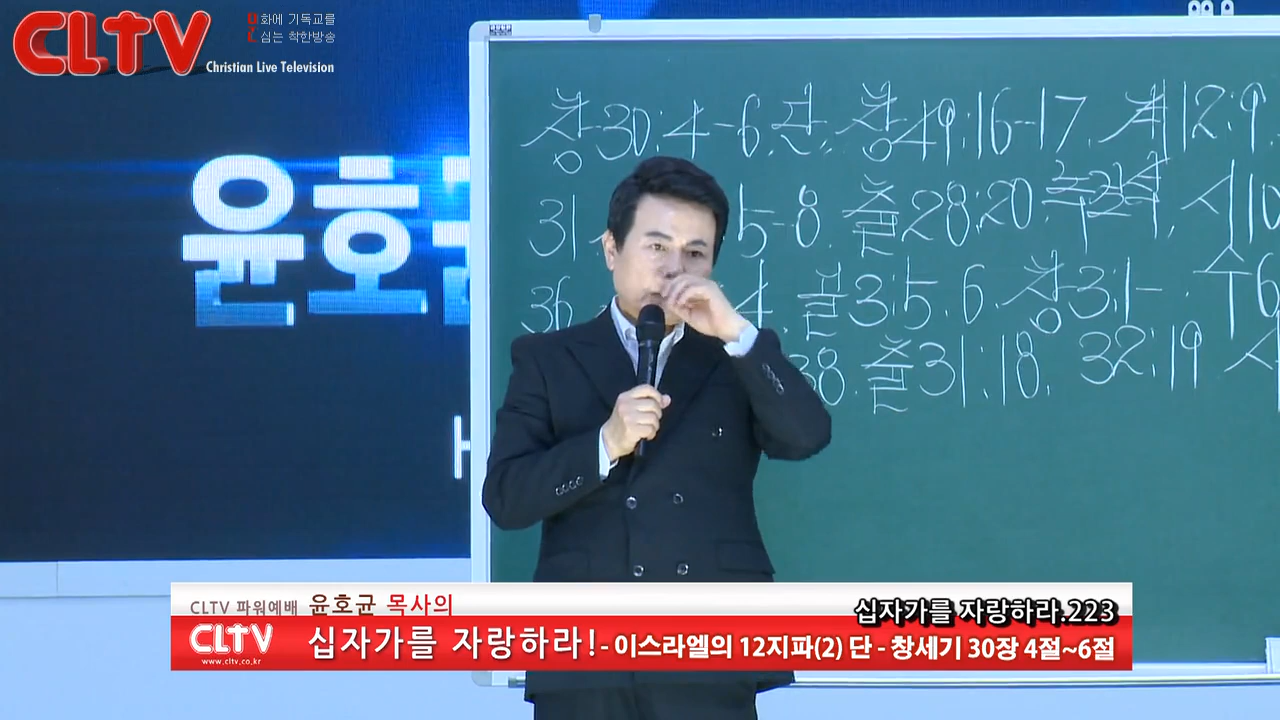 CLTV
문화에 기독교를
심는 착한방송
Christian Live Television
윤호
창30:4-6.단. 창49:16-17. 계12:9.
31 5-8. 출28:20.
36 4. 골3:5.6. 창3:1-. 수6
38. 출31:18. 32:19
CLTV 파워예배 윤호균 목사의
십자가를 자랑하라.223
CLTV
www.cltv.co.kr
십자가를 자랑하라!- 이스라엘의 12지파(2) 단 - 창세기 30장 4절~6절